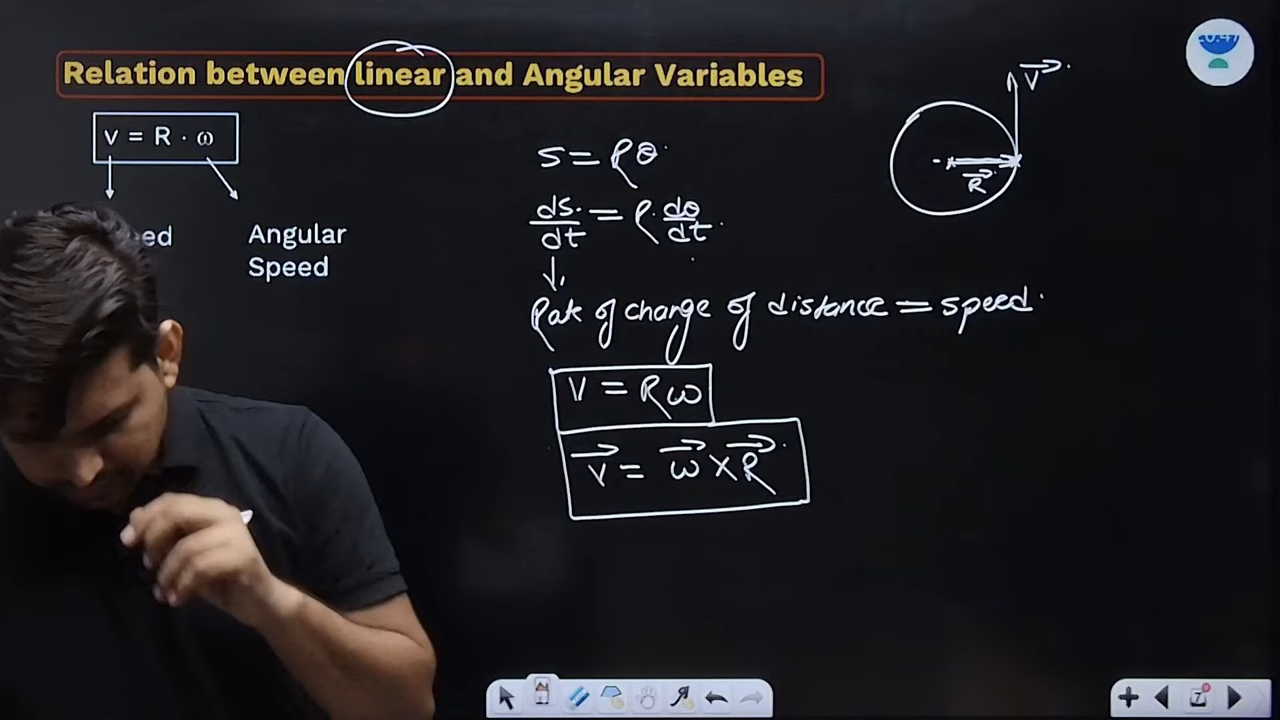 Relation between linear and Angular Variables
v = R · ω
Angular
Speed
S = Rθ
ds/dt = R · dθ/dt
Rate of change of distance = speed.
V = Rω
V⃗ = ω⃗ × R⃗
V⃗
R⃗
7